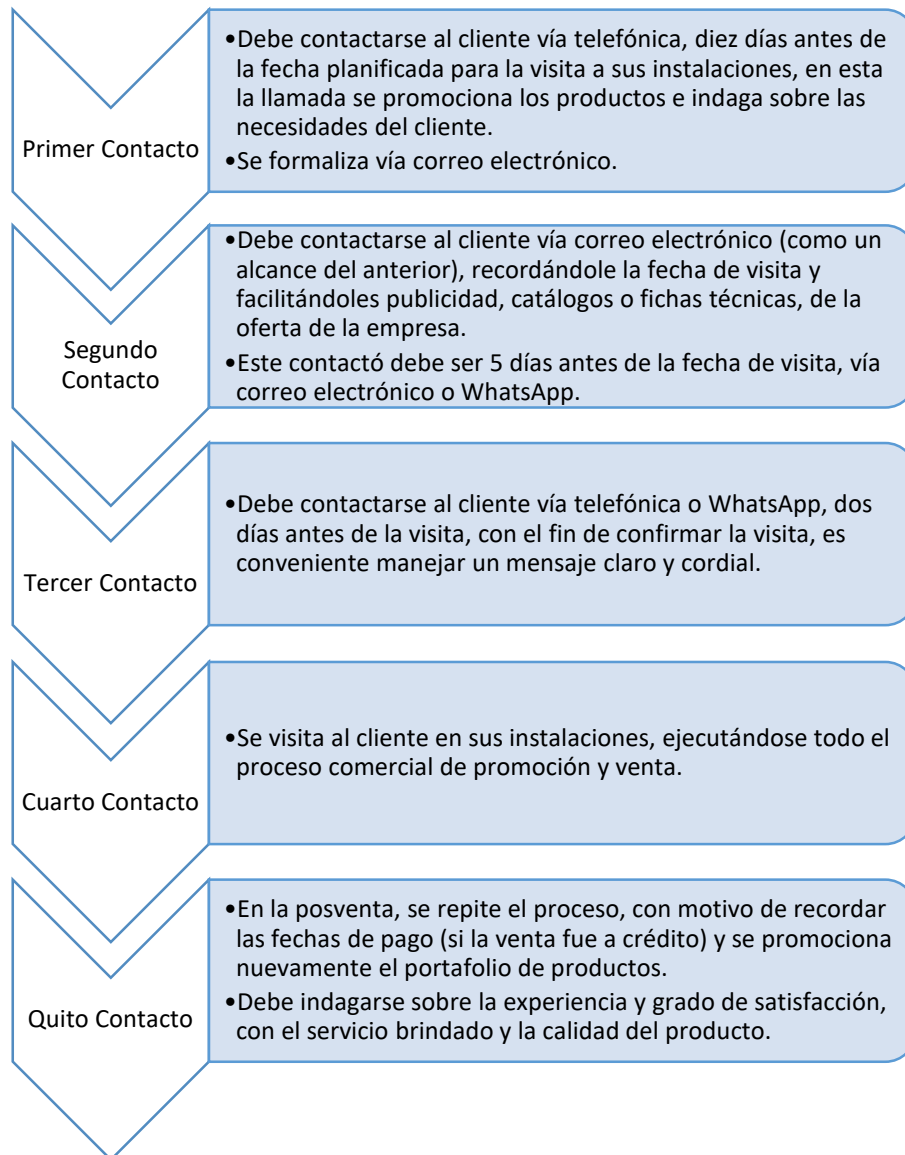 Primer Contacto
•Debe contactarse al cliente vía telefónica, diez días antes de
la fecha planificada para la visita a sus instalaciones, en esta
la llamada se promociona los productos e indaga sobre las
necesidades del cliente.
•Se formaliza vía correo electrónico.
Segundo
Contacto
•Debe contactarse al cliente vía correo electrónico (como un
alcance del anterior), recordándole la fecha de visita y
facilitándoles publicidad, catálogos o fichas técnicas, de la
oferta de la empresa.
•Este contactó debe ser 5 días antes de la fecha de visita, vía
correo electrónico o WhatsApp.
Tercer Contacto
•Debe contactarse al cliente vía telefónica o WhatsApp, dos
días antes de la visita, con el fin de confirmar la visita, es
conveniente manejar un mensaje claro y cordial.
Cuarto Contacto
•Se visita al cliente en sus instalaciones, ejecutándose todo el
proceso comercial de promoción y venta.
Quito Contacto
•En la posventa, se repite el proceso, con motivo de recordar
las fechas de pago (si la venta fue a crédito) y se promociona
nuevamente el portafolio de productos.
•Debe indagarse sobre la experiencia y grado de satisfacción,
con el servicio brindado y la calidad del producto.